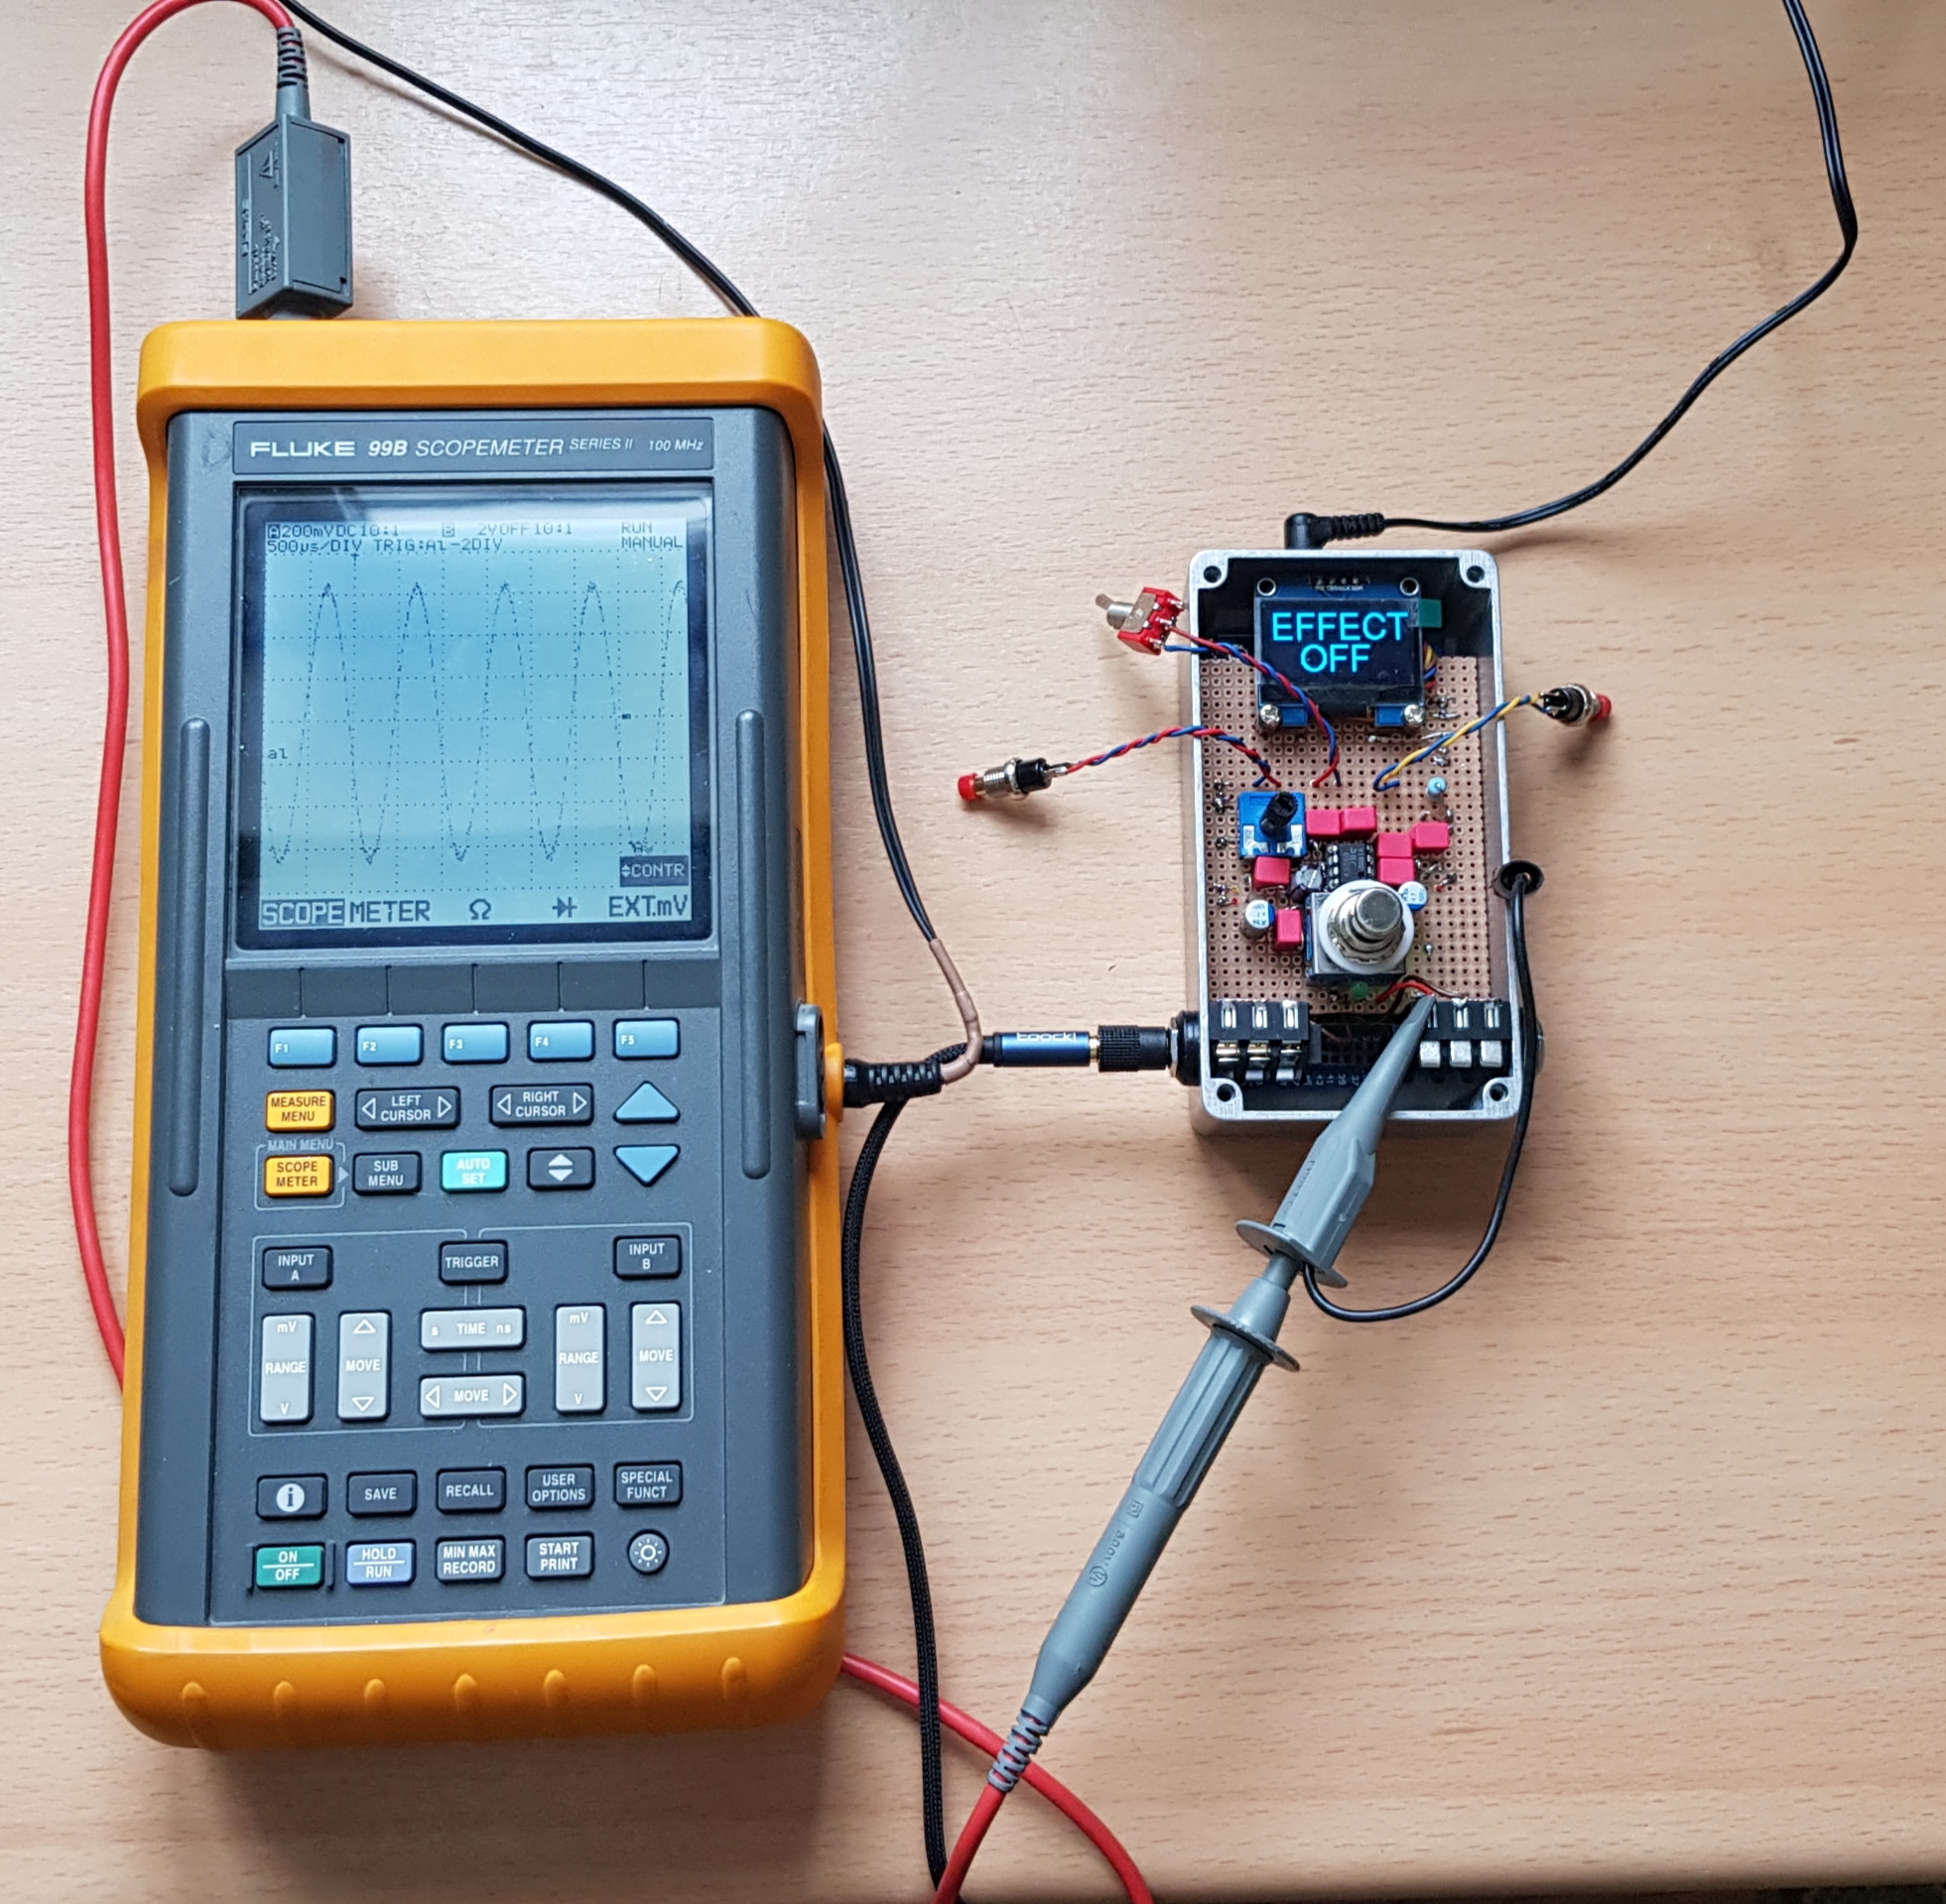 FLUKE 99B SCOPEMETER SERIES II 100 MHz
A 200mVDC10:1 B 2VOFF10:1 RUN
500µs/DIV TRIG:A1-2DIV MANUAL
a1
CONTR
SCOPE METER Ω EXT.mV
F1 F2 F3 F4 F5
MEASURE MENU
LEFT CURSOR
RIGHT CURSOR
MAIN MENU
SCOPE METER
SUB MENU
AUTO SET
INPUT A
TRIGGER
INPUT B
mV RANGE V
MOVE
s TIME ns
MOVE
mV RANGE V
MOVE
i
SAVE
RECALL
USER OPTIONS
SPECIAL FUNCT
ON OFF
HOLD RUN
MIN MAX RECORD
START PRINT
EFFECT
OFF
toocki